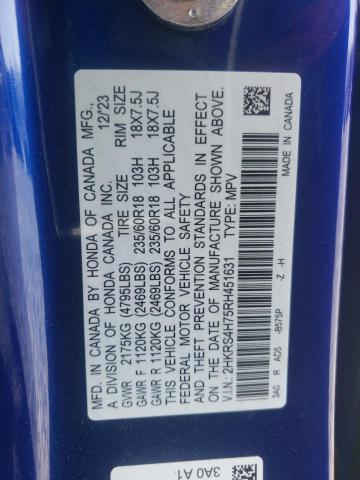 MFD. IN CANADA BY HONDA OF CANADA MFG.,
A DIVISION OF HONDA CANADA INC. 12/'23
TIRE SIZE RIM SIZE
GVWR 2175KG (4795LBS)
GAWR F 1120KG (2469LBS) 235/60R18 103H 18X7.5J
GAWR R 1120KG (2469LBS) 235/60R18 103H 18X7.5J
THIS VEHICLE CONFORMS TO ALL APPLICABLE
FEDERAL MOTOR VEHICLE SAFETY
AND THEFT PREVENTION STANDARDS IN EFFECT
ON THE DATE OF MANUFACTURE SHOWN ABOVE.
V.I.N: 2HKRS4H75RH451631 TYPE: MPV
3A0 R AD5 -B575P -Z -H
MADE IN CANADA
3A0 A1